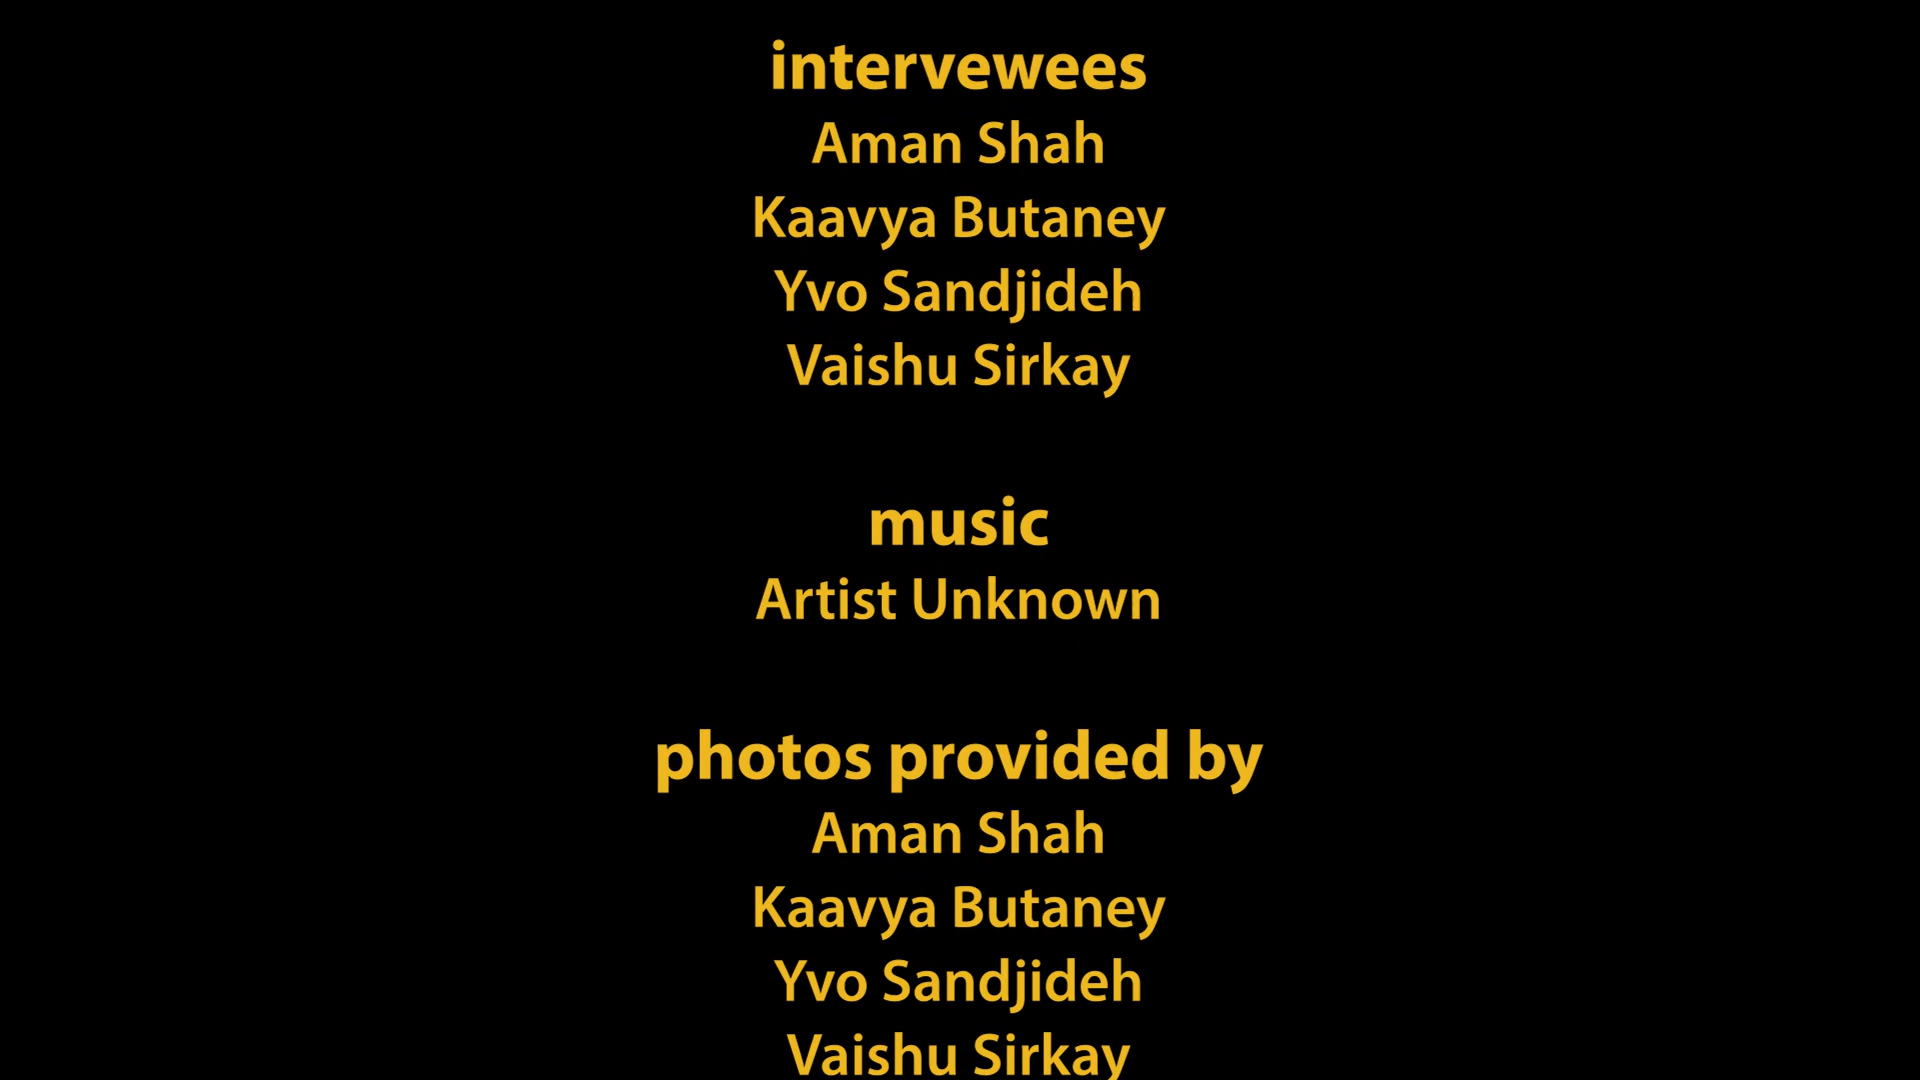 intervewees
Aman Shah
Kaavya Butaney
Yvo Sandjideh
Vaishu Sirkay
music
Artist Unknown
photos provided by
Aman Shah
Kaavya Butaney
Yvo Sandjideh
Vaishu Sirkay